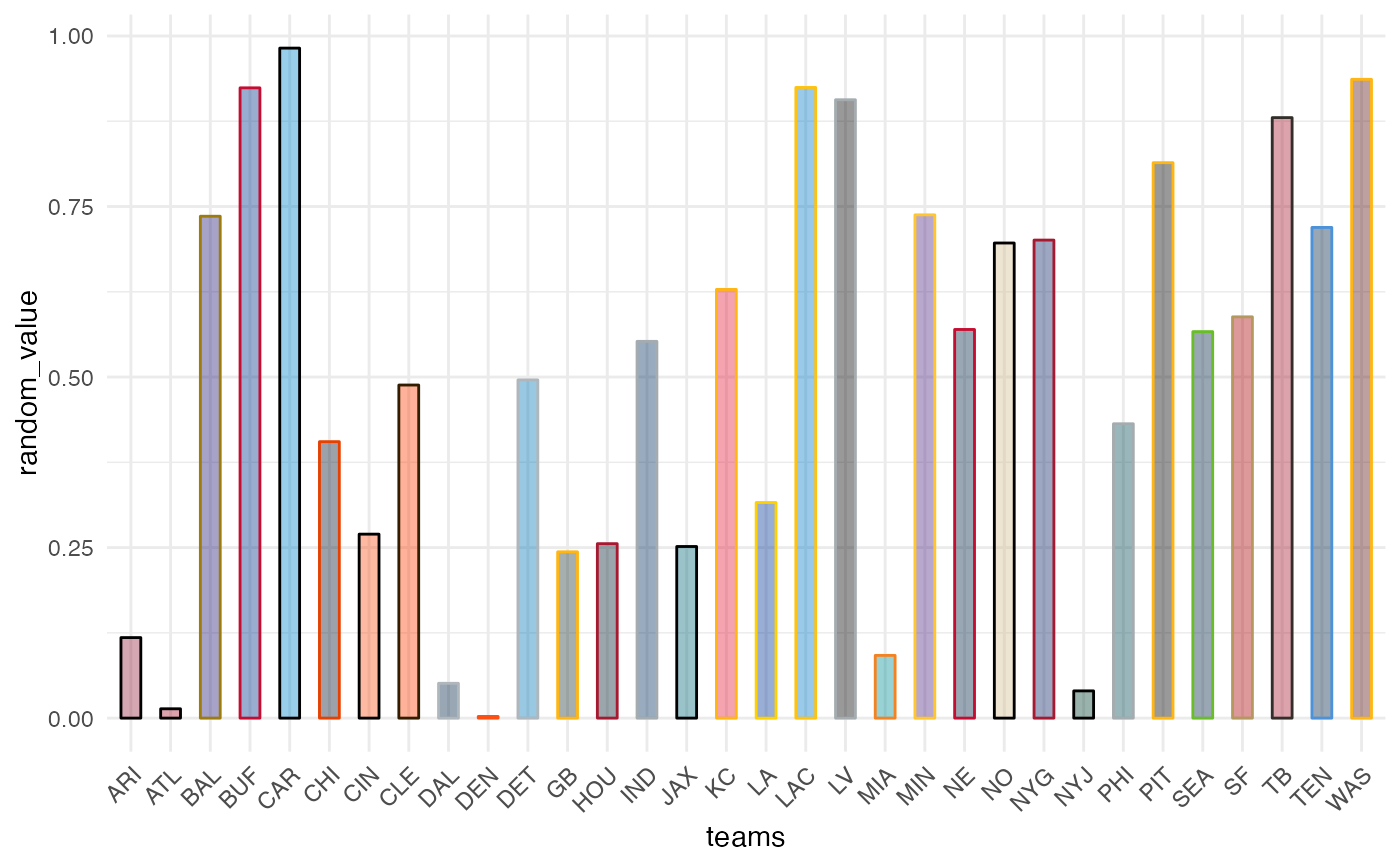 random_value
1.00
0.75
0.50
0.25
0.00
ARI ATL BAL BUF CAR CHI CIN CLE DAL DEN DET GB HOU IND JAX KC LA LAC LV MIA MIN NE NO NYG NYJ PHI PIT SEA SF TB TEN WAS
teams